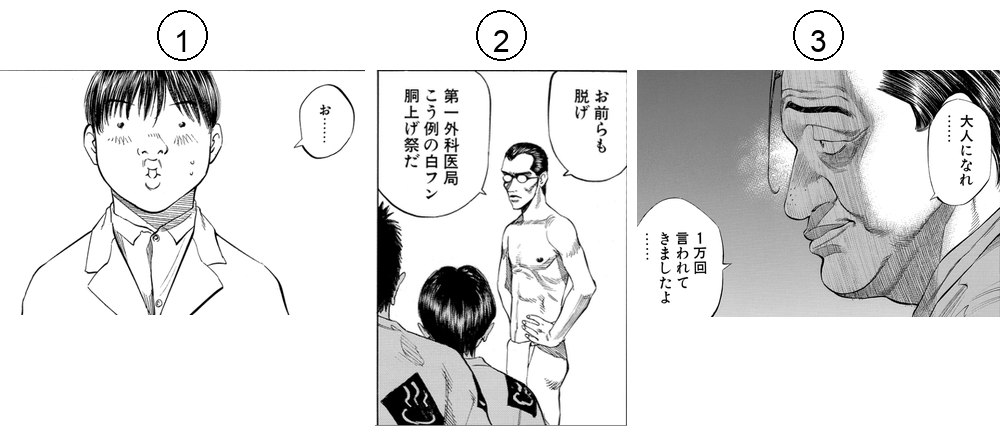 1
お……
2
お前らも
脱げ
第一外科医局
こう例の白フン
胴上げ祭だ
3
大人になれ
……
1万回
言われて
きましたよ
……